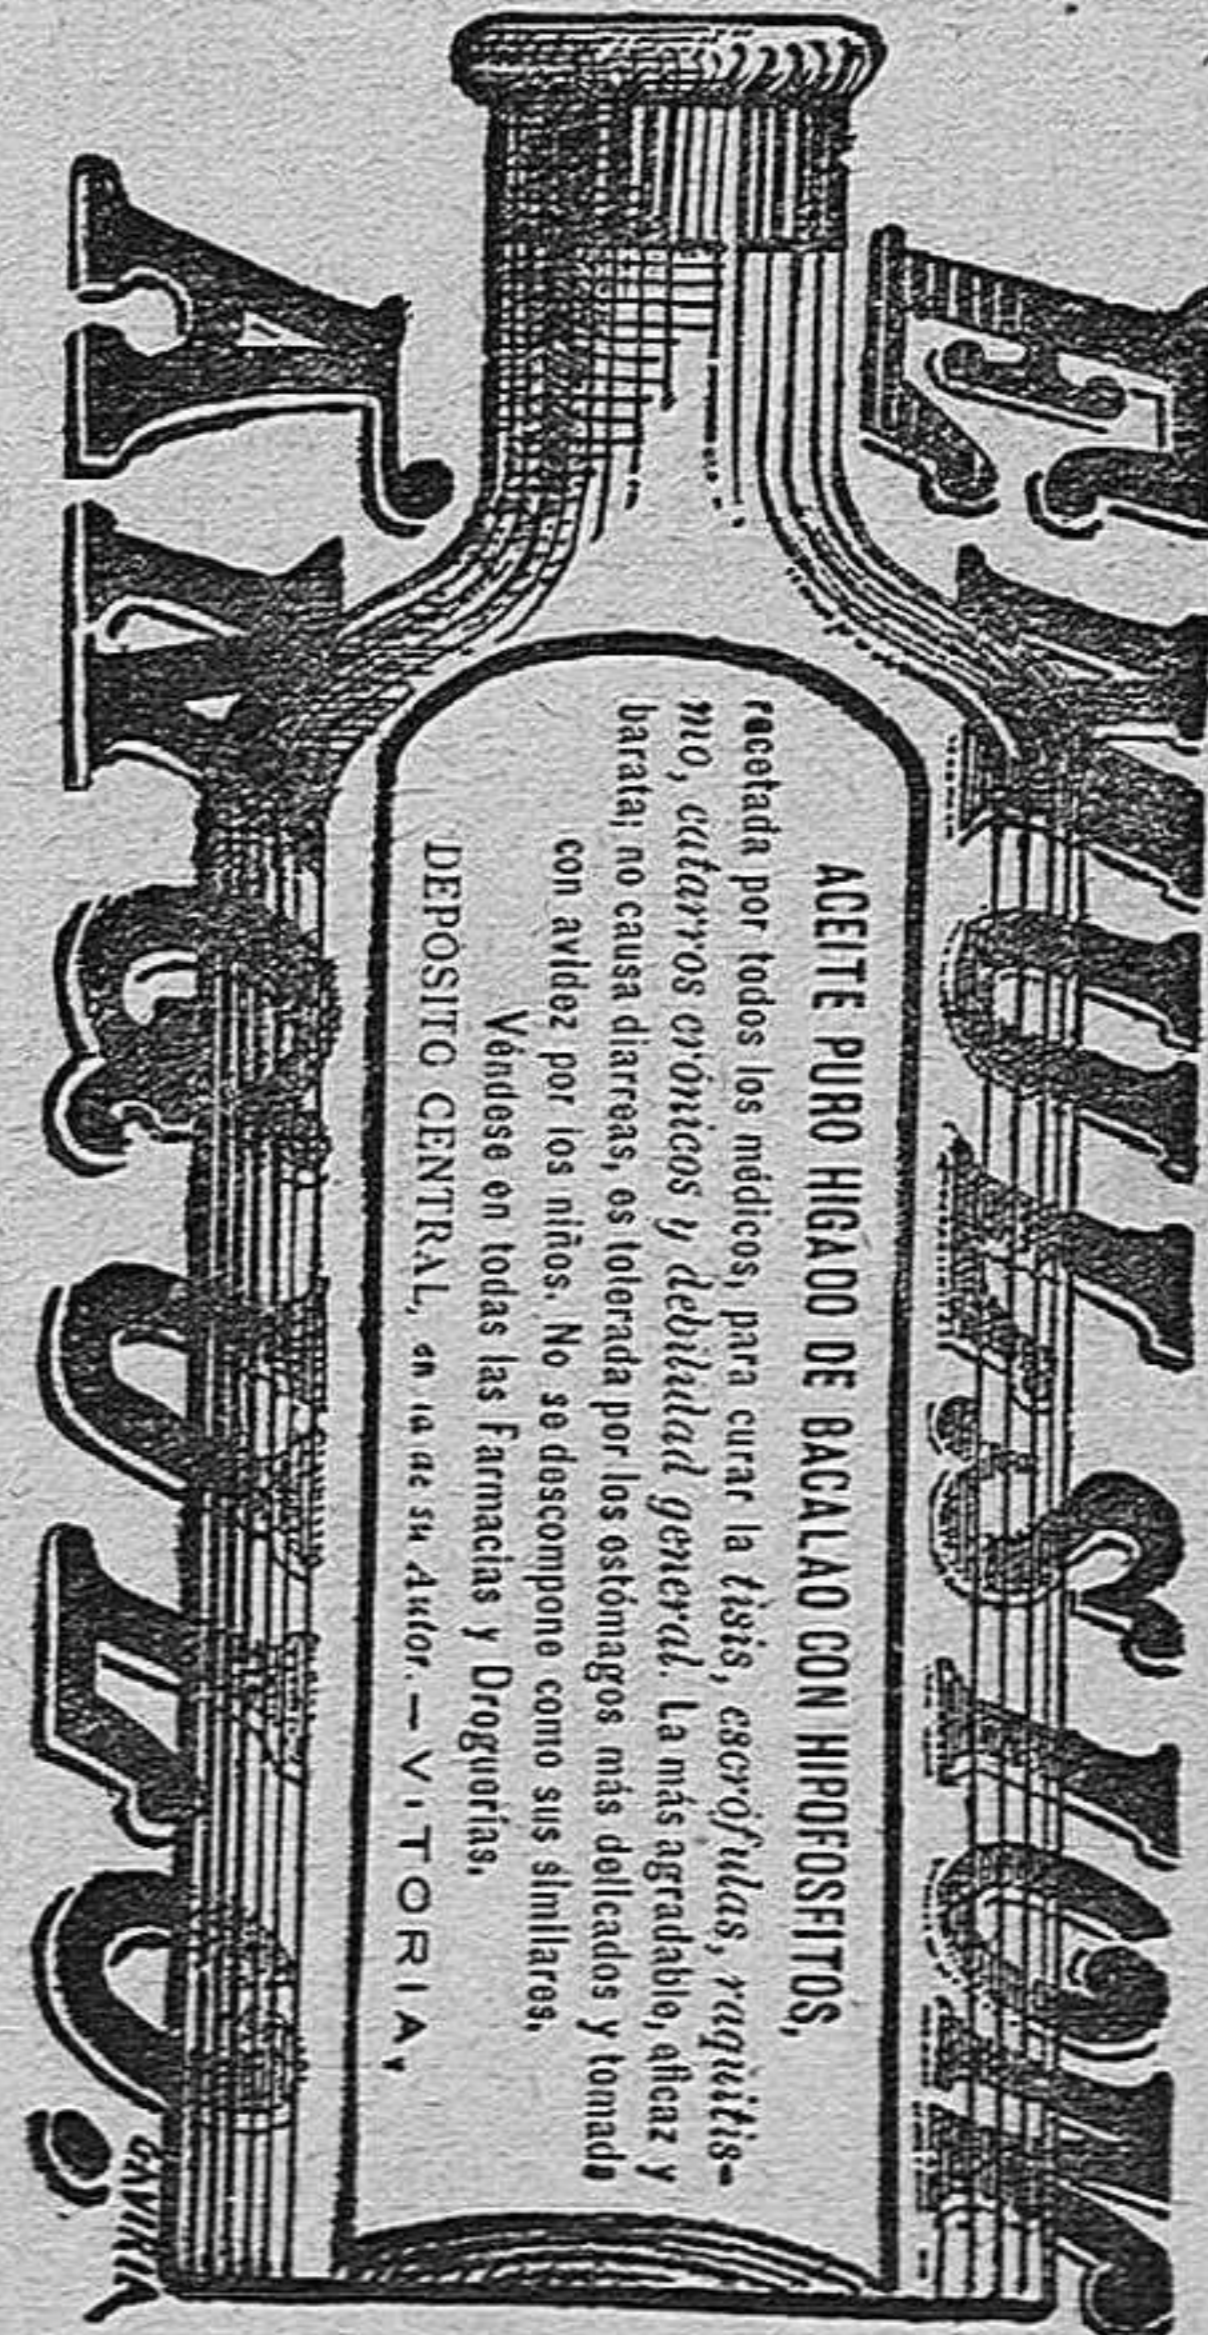 EMULSION
ACEITE PURO HIGADO DE BACALAO CON HIPOFOSFITOS,
recetada por todos los médicos, para curar la tisis, escrófulas, raquitis-
mo, catarros crónicos y debilidad general. La más agradable, eficaz y
barata; no causa diarreas, es tolerada por los estómagos más delicados y tomada
con avidez por los niños. No se descompone como sus similares.
Véndese en todas las Farmacias y Droguerías.
DEPÓSITO CENTRAL, en la de su Autor.—VITORIA.
GAVIRIA